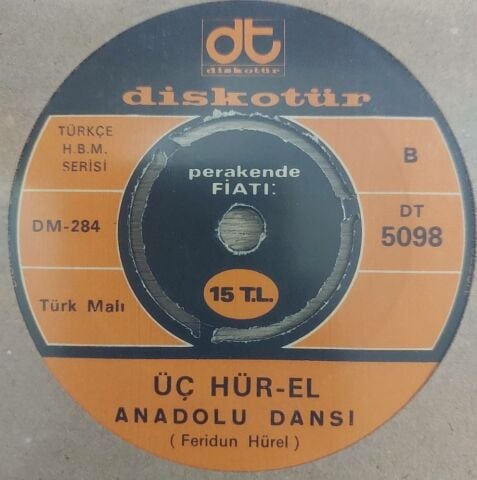 dt
diskotür
diskotür
TÜRKÇE
H.B.M.
SERİSİ
perakende
FİATI:
B
DM-284
DT
5098
Türk Malı
15 T.L.
ÜÇ HÜR-EL
ANADOLU DANSI
( Feridun Hürel )